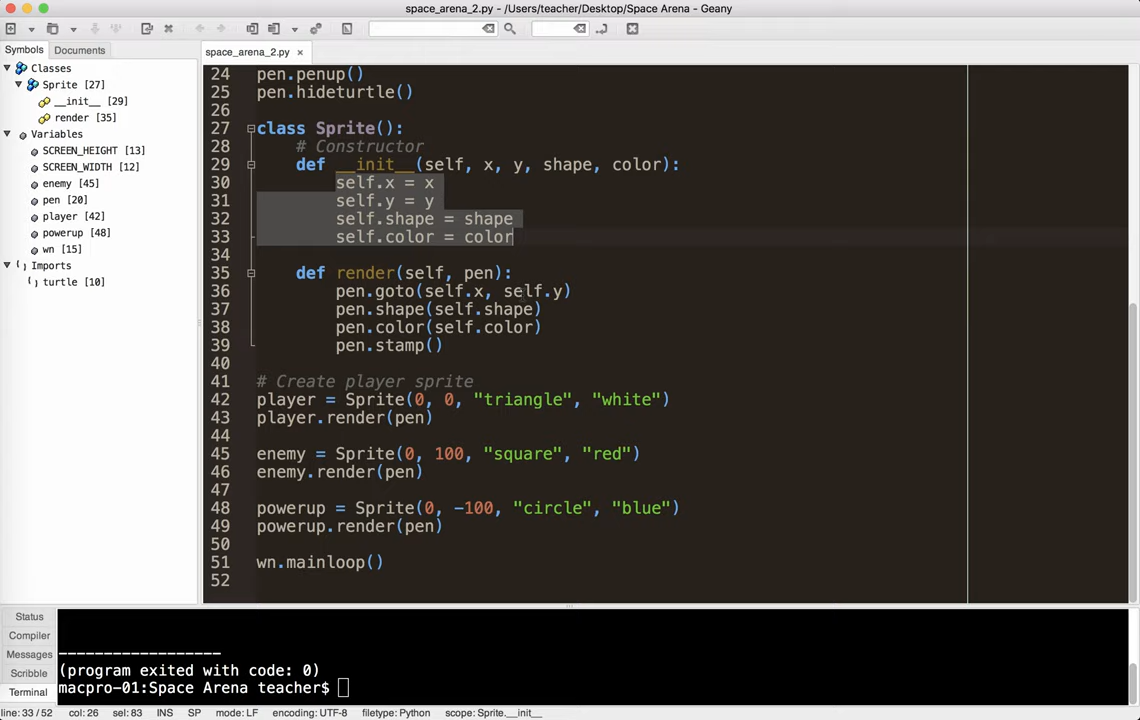 space_arena_2.py - /Users/teacher/Desktop/Space Arena - Geany
Symbols Documents
Classes
Sprite [27]
__init__ [29]
render [35]
Variables
SCREEN_HEIGHT [13]
SCREEN_WIDTH [12]
enemy [45]
pen [20]
player [42]
powerup [48]
wn [15]
Imports
turtle [10]
space_arena_2.py
24 pen.penup()
25 pen.hideturtle()
26
27 class Sprite():
28 # Constructor
29 def __init__(self, x, y, shape, color):
30 self.x = x
31 self.y = y
32 self.shape = shape
33 self.color = color
34
35 def render(self, pen):
36 pen.goto(self.x, self.y)
37 pen.shape(self.shape)
38 pen.color(self.color)
39 pen.stamp()
40
41 # Create player sprite
42 player = Sprite(0, 0, "triangle", "white")
43 player.render(pen)
44
45 enemy = Sprite(0, 100, "square", "red")
46 enemy.render(pen)
47
48 powerup = Sprite(0, -100, "circle", "blue")
49 powerup.render(pen)
50
51 wn.mainloop()
52
Status
Compiler
Messages
Scribble
Terminal
------------------
(program exited with code: 0)
macpro-01:Space Arena teacher$
line: 33 / 52 col: 26 sel: 83 INS SP mode: LF encoding: UTF-8 filetype: Python scope: Sprite.__init__